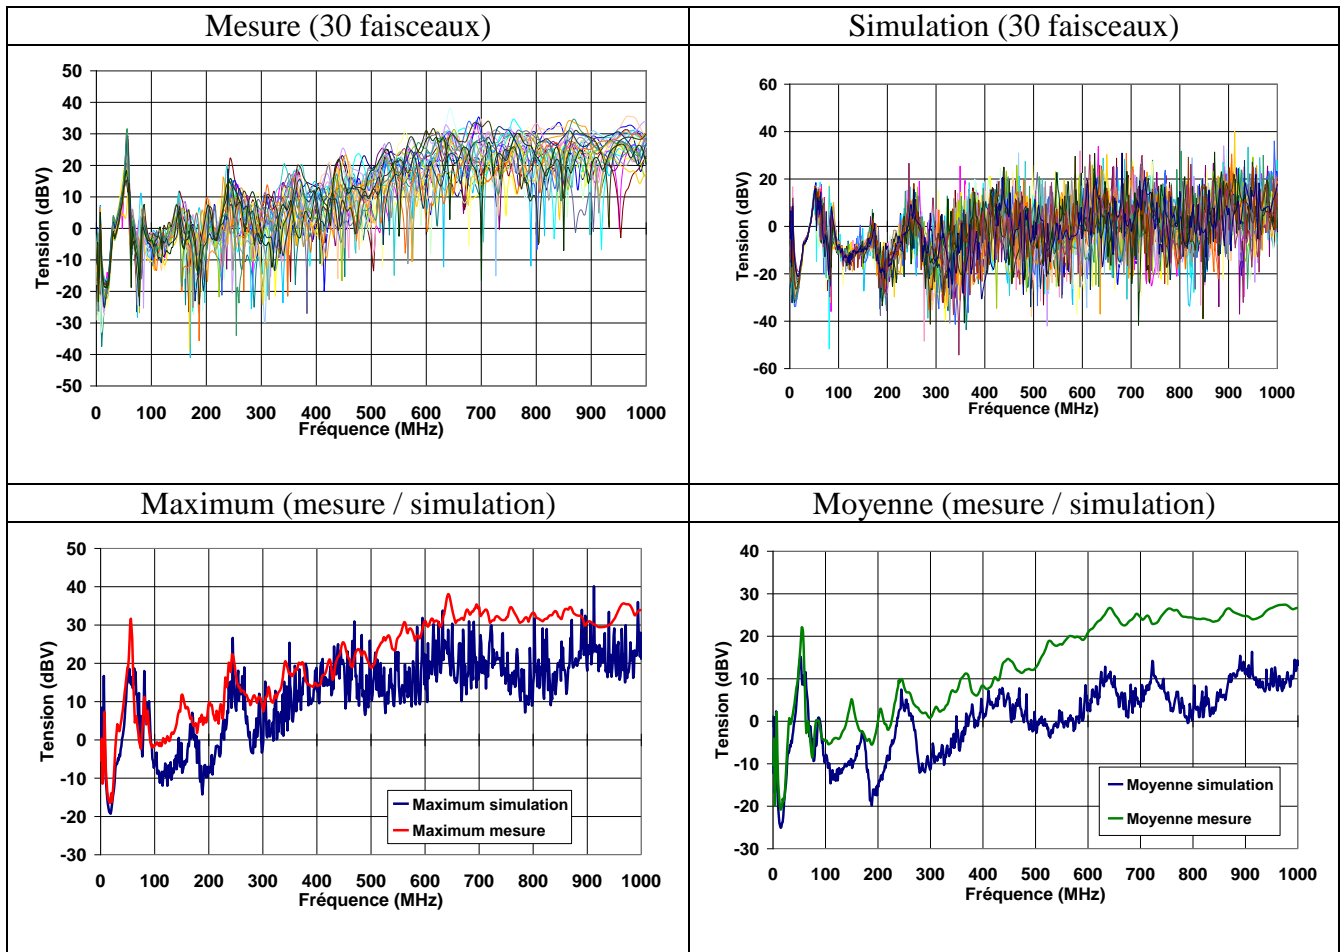 Mesure (30 faisceaux)
Simulation (30 faisceaux)
50
40
30
20
10
0
-10
-20
-30
-40
-50
Tension (dBV)
0 100 200 300 400 500 600 700 800 900 1000
Fréquence (MHz)
60
40
20
0
-20
-40
-60
Tension (dBV)
0 100 200 300 400 500 600 700 800 900 1000
Fréquence (MHz)
Maximum (mesure / simulation)
Moyenne (mesure / simulation)
50
40
30
20
10
0
-10
-20
-30
Tension (dBV)
Maximum simulation
Maximum mesure
0 100 200 300 400 500 600 700 800 900 1000
Fréquence (MHz)
40
30
20
10
0
-10
-20
-30
Tension (dBV)
Moyenne simulation
Moyenne mesure
0 100 200 300 400 500 600 700 800 900 1000
Fréquence (MHz)